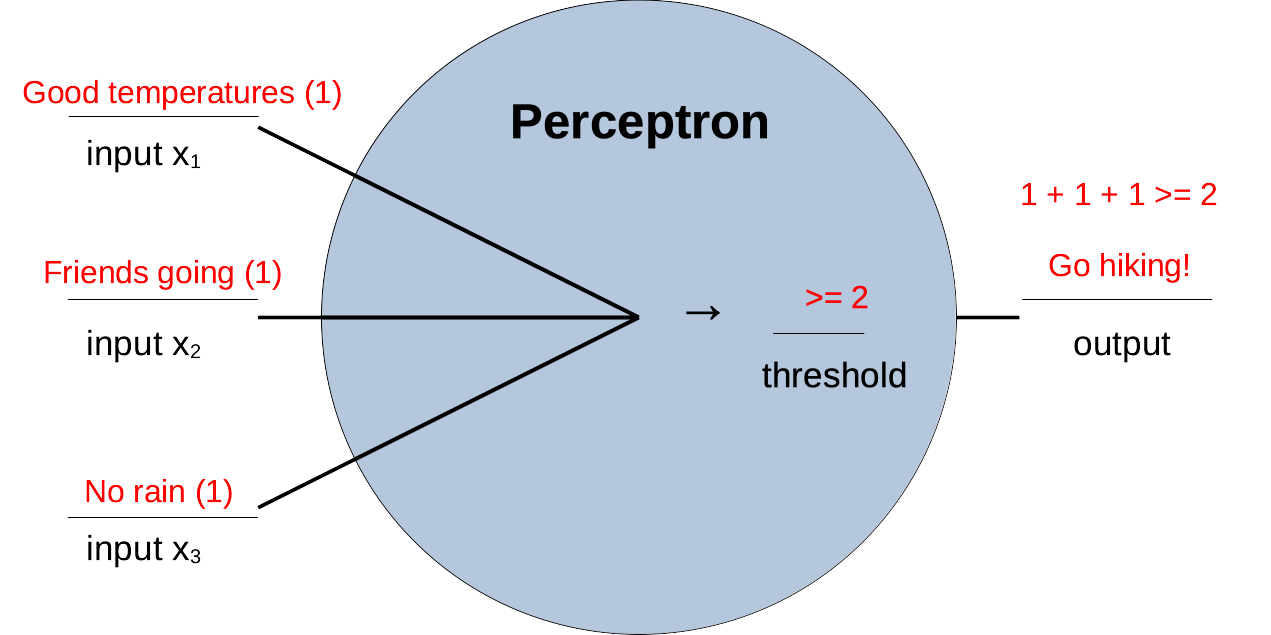 Good temperatures (1)
input x₁
Friends going (1)
input x₂
No rain (1)
input x₃
Perceptron
→
>= 2
threshold
1 + 1 + 1 >= 2
Go hiking!
output